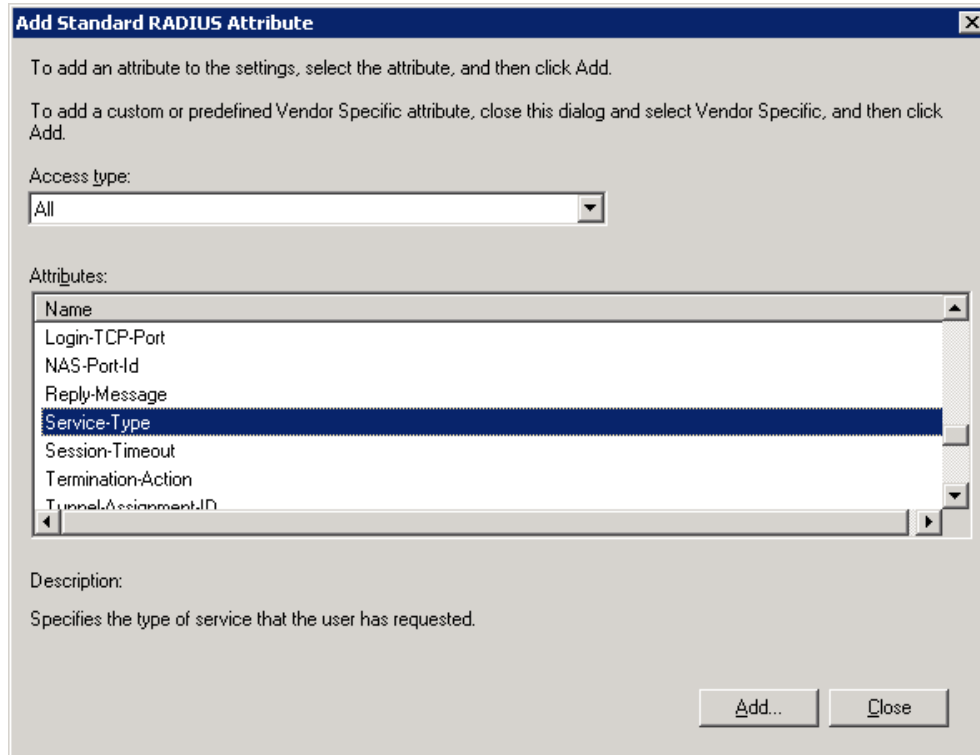 Add Standard RADIUS Attribute
To add an attribute to the settings, select the attribute, and then click Add.
To add a custom or predefined Vendor Specific attribute, close this dialog and select Vendor Specific, and then click
Add.
Access type:
All
Attributes:
Name
Login-TCP-Port
NAS-Port-Id
Reply-Message
Service-Type
Session-Timeout
Termination-Action
Tunnel-Assignment-ID
Description:
Specifies the type of service that the user has requested.
Add...
Close